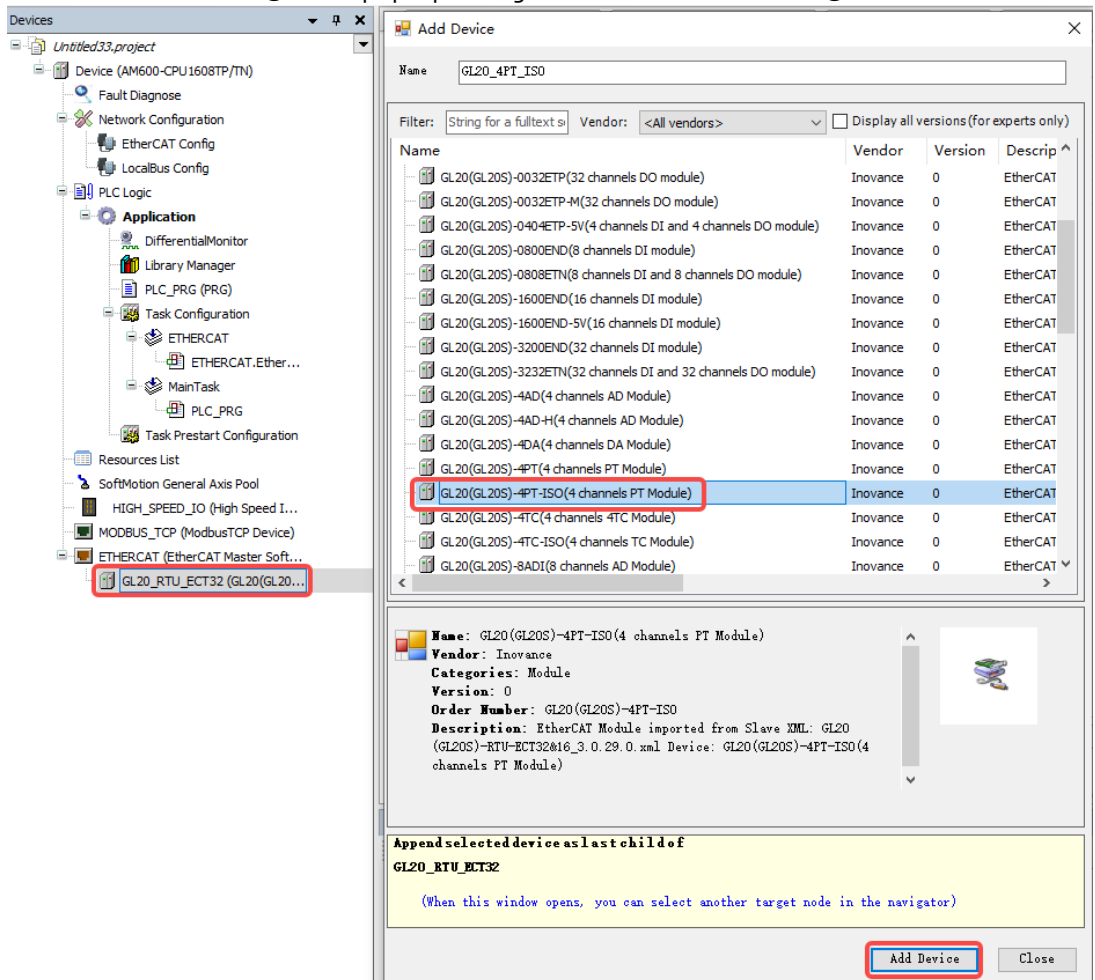 Devices
Untitled33.project
Device (AM600-CPU1608TP/TN)
Fault Diagnose
Network Configuration
EtherCAT Config
LocalBus Config
PLC Logic
Application
DifferentialMonitor
Library Manager
PLC_PRG (PRG)
Task Configuration
ETHERCAT
ETHERCAT.Ether...
MainTask
PLC_PRG
Task Prestart Configuration
Resources List
SoftMotion General Axis Pool
HIGH_SPEED_IO (High Speed I...
MODBUS_TCP (ModbusTCP Device)
ETHERCAT (EtherCAT Master Soft...
GL20_RTU_ECT32 (GL20(GL20...
Add Device
Name GL20_4PT_ISO
Filter: String for a fulltext s Vendor: <All vendors> Display all versions (for experts only)
Name Vendor Version Descrip
GL20(GL20S)-0032ETP(32 channels DO module) Inovance 0 EtherCAT
GL20(GL20S)-0032ETP-M(32 channels DO module) Inovance 0 EtherCAT
GL20(GL20S)-0404ETP-5V(4 channels DI and 4 channels DO module) Inovance 0 EtherCAT
GL20(GL20S)-0800END(8 channels DI module) Inovance 0 EtherCAT
GL20(GL20S)-0808ETN(8 channels DI and 8 channels DO module) Inovance 0 EtherCAT
GL20(GL20S)-1600END(16 channels DI module) Inovance 0 EtherCAT
GL20(GL20S)-1600END-5V(16 channels DI module) Inovance 0 EtherCAT
GL20(GL20S)-3200END(32 channels DI module) Inovance 0 EtherCAT
GL20(GL20S)-3232ETN(32 channels DI and 32 channels DO module) Inovance 0 EtherCAT
GL20(GL20S)-4AD(4 channels AD Module) Inovance 0 EtherCAT
GL20(GL20S)-4AD-H(4 channels AD Module) Inovance 0 EtherCAT
GL20(GL20S)-4DA(4 channels DA Module) Inovance 0 EtherCAT
GL20(GL20S)-4PT(4 channels PT Module) Inovance 0 EtherCAT
GL20(GL20S)-4PT-ISO(4 channels PT Module) Inovance 0 EtherCAT
GL20(GL20S)-4TC(4 channels 4TC Module) Inovance 0 EtherCAT
GL20(GL20S)-4TC-ISO(4 channels TC Module) Inovance 0 EtherCAT
GL20(GL20S)-8ADI(8 channels AD Module) Inovance 0 EtherCAT
Name: GL20(GL20S)-4PT-ISO(4 channels PT Module)
Vendor: Inovance
Categories: Module
Version: 0
Order Number: GL20(GL20S)-4PT-ISO
Description: EtherCAT Module imported from Slave XML: GL20
(GL20S)-RTU-ECT32&16_3.0.29.0.xml Device: GL20(GL20S)-4PT-ISO(4
channels PT Module)
Append selected device as last child of
GL20_RTU_ECT32
(When this window opens, you can select another target node in the navigator)
Add Device Close